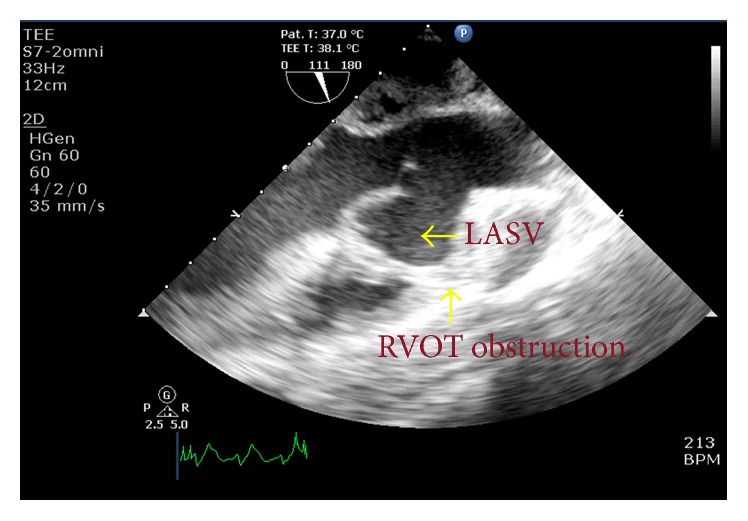 TEE
S7-2omni
33Hz
12cm
2D
HGen
Gn 60
60
4/2/0
35 mm/s
Pat. T: 37.0 °C
TEE T: 38.1 °C
0 111 180
P
LASV
RVOT obstruction
G
P R
2.5 5.0
213
BPM